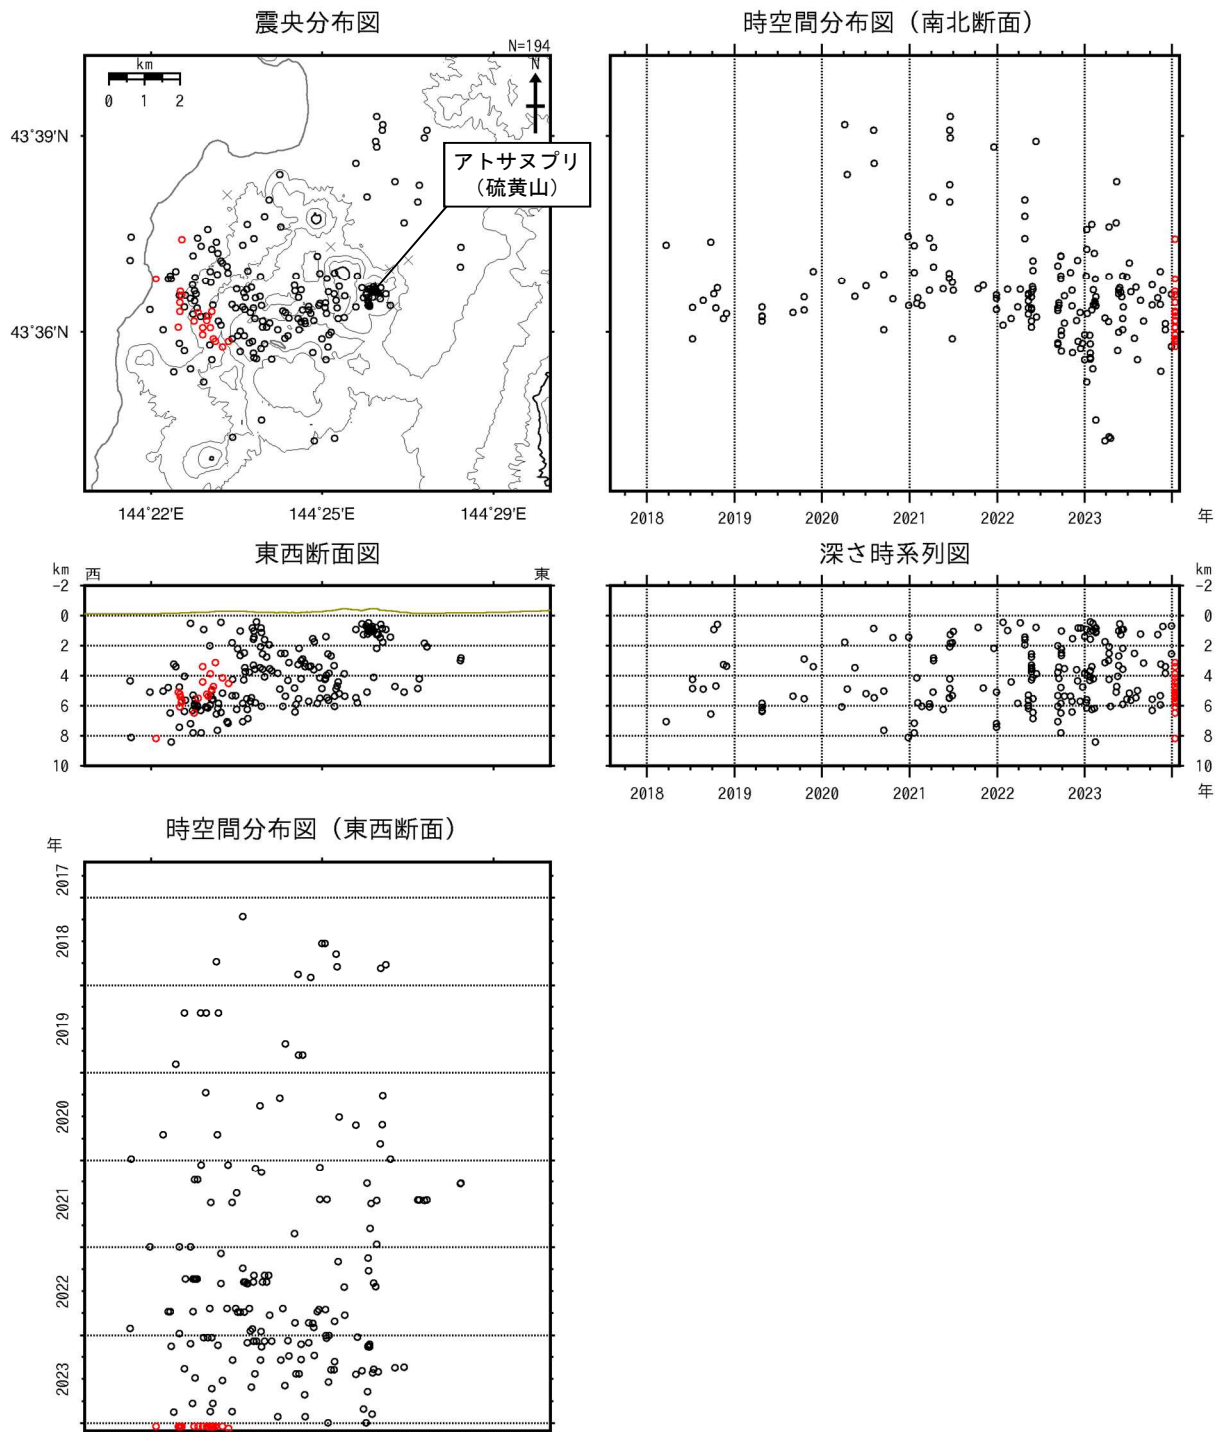 震央分布図
N=194
km
0 1 2
N
43°39'N
43°36'N
アトサヌプリ
（硫黄山）
144°22'E 144°25'E 144°29'E
時空間分布図（南北断面）
2018 2019 2020 2021 2022 2023 年
東西断面図
km 西 東
-2
0
2
4
6
8
10
深さ時系列図
km
-2
0
2
4
6
8
10
2018 2019 2020 2021 2022 2023 年
時空間分布図（東西断面）
年
2017
2018
2019
2020
2021
2022
2023